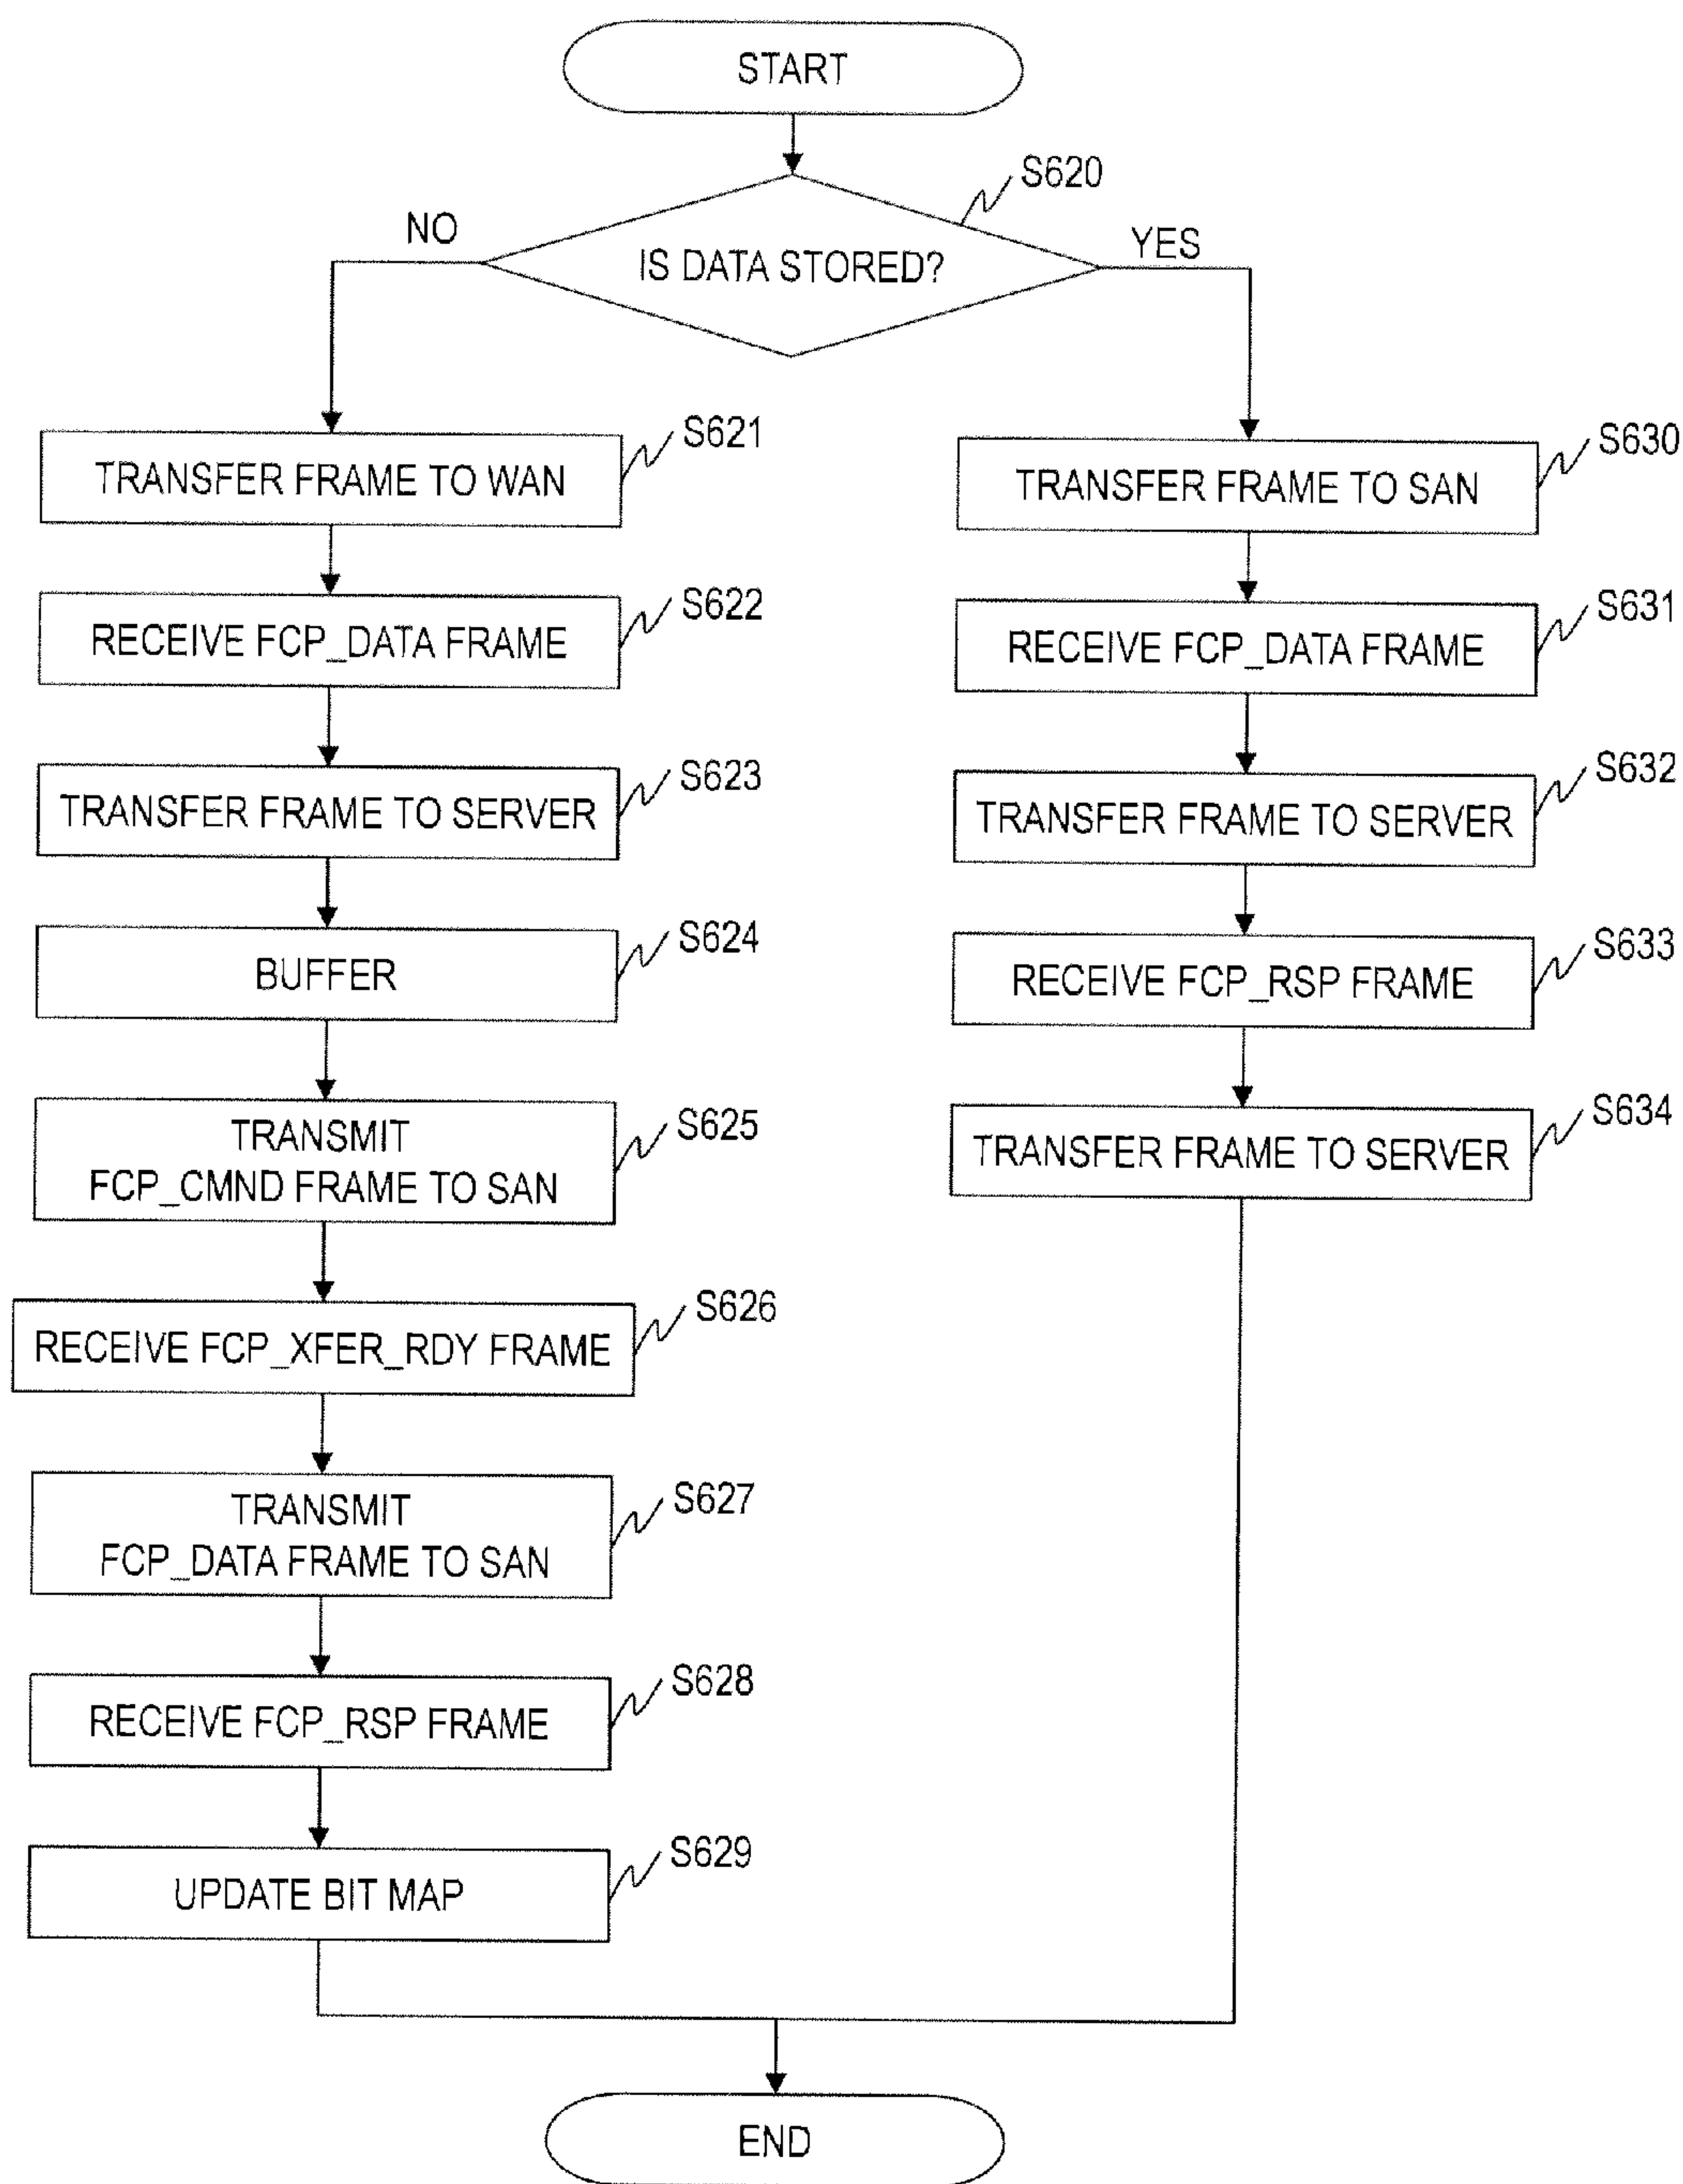 START
S620
NO
YES
IS DATA STORED?
S621
TRANSFER FRAME TO WAN
S622
RECEIVE FCP_DATA FRAME
S623
TRANSFER FRAME TO SERVER
S624
BUFFER
S625
TRANSMIT
FCP_CMND FRAME TO SAN
S626
RECEIVE FCP_XFER_RDY FRAME
S627
TRANSMIT
FCP_DATA FRAME TO SAN
S628
RECEIVE FCP_RSP FRAME
S629
UPDATE BIT MAP
S630
TRANSFER FRAME TO SAN
S631
RECEIVE FCP_DATA FRAME
S632
TRANSFER FRAME TO SERVER
S633
RECEIVE FCP_RSP FRAME
S634
TRANSFER FRAME TO SERVER
END